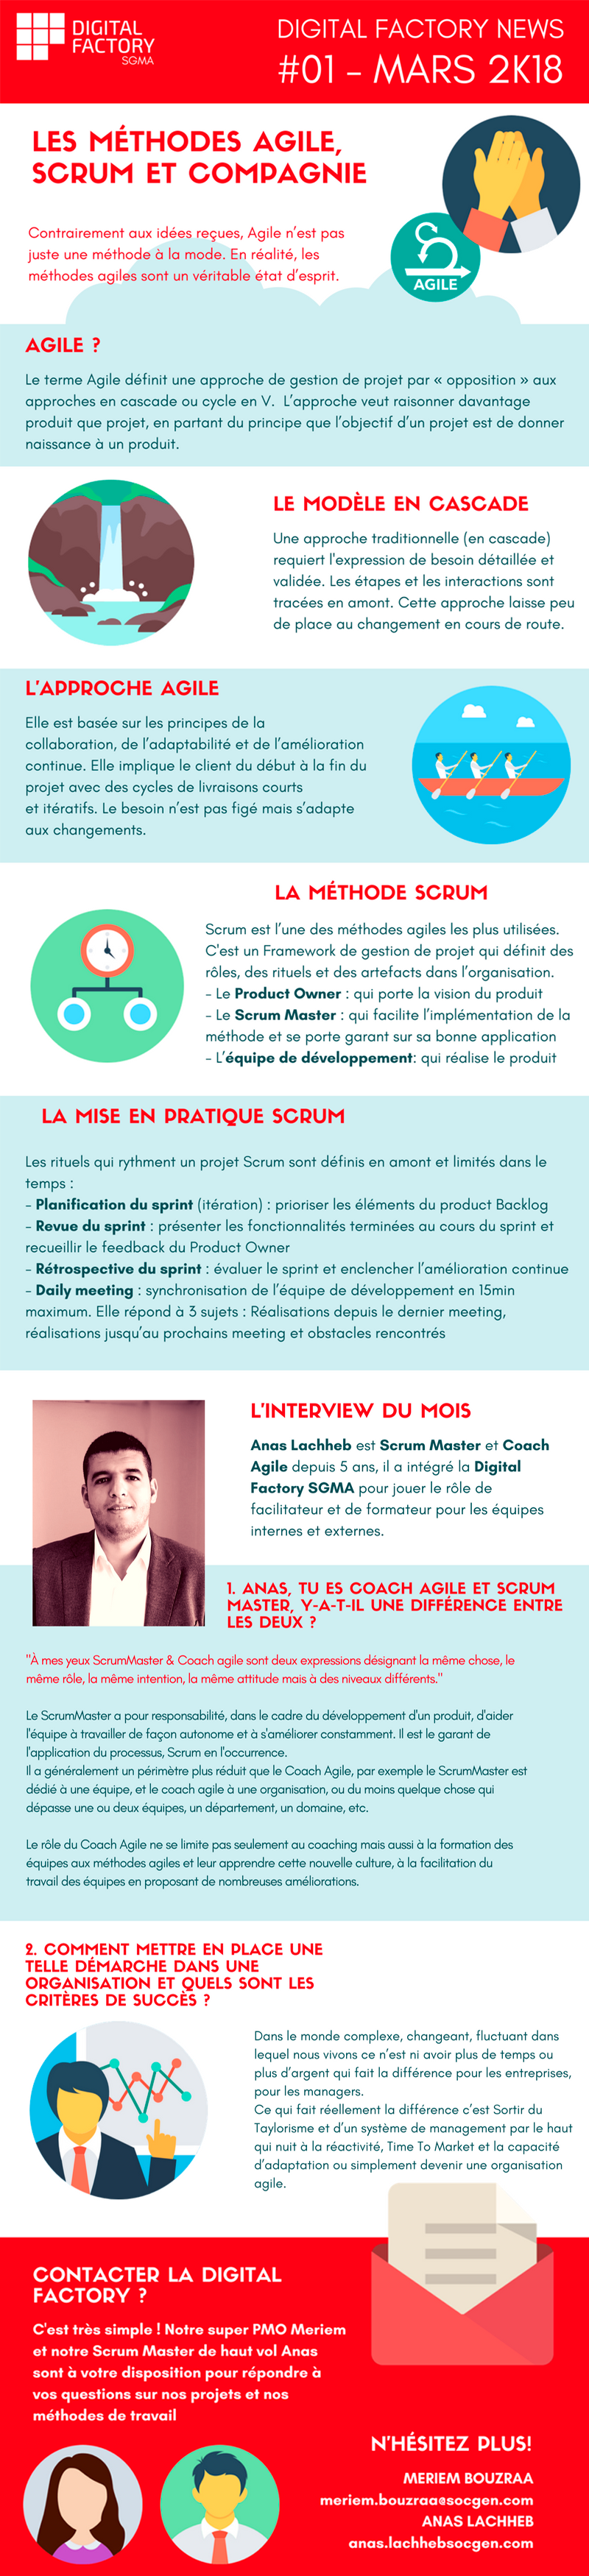 DIGITAL
FACTORY
SGMA
DIGITAL FACTORY NEWS
#01 - MARS 2K18
LES MÉTHODES AGILE,
SCRUM ET COMPAGNIE
Contrairement aux idées reçues, Agile n'est pas
juste une méthode à la mode. En réalité, les
méthodes agiles sont un véritable état d'esprit.
AGILE
AGILE ?
Le terme Agile définit une approche de gestion de projet par « opposition » aux
approches en cascade ou cycle en V. L'approche veut raisonner davantage
produit que projet, en partant du principe que l'objectif d'un projet est de donner
naissance à un produit.
LE MODÈLE EN CASCADE
Une approche traditionnelle (en cascade)
requiert l'expression de besoin détaillée et
validée. Les étapes et les interactions sont
tracées en amont. Cette approche laisse peu
de place au changement en cours de route.
L'APPROCHE AGILE
Elle est basée sur les principes de la
collaboration, de l'adaptabilité et de l'amélioration
continue. Elle implique le client du début à la fin du
projet avec des cycles de livraisons courts
et itératifs. Le besoin n'est pas figé mais s'adapte
aux changements.
LA MÉTHODE SCRUM
Scrum est l'une des méthodes agiles les plus utilisées.
C'est un Framework de gestion de projet qui définit des
rôles, des rituels et des artefacts dans l'organisation.
- Le Product Owner : qui porte la vision du produit
- Le Scrum Master : qui facilite l'implémentation de la
méthode et se porte garant sur sa bonne application
- L'équipe de développement: qui réalise le produit
LA MISE EN PRATIQUE SCRUM
Les rituels qui rythment un projet Scrum sont définis en amont et limités dans le
temps :
- Planification du sprint (itération) : prioriser les éléments du product Backlog
- Revue du sprint : présenter les fonctionnalités terminées au cours du sprint et
recueillir le feedback du Product Owner
- Rétrospective du sprint : évaluer le sprint et enclencher l'amélioration continue
- Daily meeting : synchronisation de l'équipe de développement en 15min
maximum. Elle répond à 3 sujets : Réalisations depuis le dernier meeting,
réalisations jusqu'au prochains meeting et obstacles rencontrés
L'INTERVIEW DU MOIS
Anas Lachheb est Scrum Master et Coach
Agile depuis 5 ans, il a intégré la Digital
Factory SGMA pour jouer le rôle de
facilitateur et de formateur pour les équipes
internes et externes.
1. ANAS, TU ES COACH AGILE ET SCRUM
MASTER, Y-A-T-IL UNE DIFFÉRENCE ENTRE
LES DEUX ?
"À mes yeux ScrumMaster & Coach agile sont deux expressions désignant la même chose, le
même rôle, la même intention, la même attitude mais à des niveaux différents."
Le ScrumMaster a pour responsabilité, dans le cadre du développement d'un produit, d'aider
l'équipe à travailler de façon autonome et à s'améliorer constamment. Il est le garant de
l'application du processus, Scrum en l'occurrence.
Il a généralement un périmètre plus réduit que le Coach Agile, par exemple le ScrumMaster est
dédié à une équipe, et le coach agile à une organisation, ou du moins quelque chose qui
dépasse une ou deux équipes, un département, un domaine, etc.
Le rôle du Coach Agile ne se limite pas seulement au coaching mais aussi à la formation des
équipes aux méthodes agiles et leur apprendre cette nouvelle culture, à la facilitation du
travail des équipes en proposant de nombreuses améliorations.
2. COMMENT METTRE EN PLACE UNE
TELLE DÉMARCHE DANS UNE
ORGANISATION ET QUELS SONT LES
CRITÈRES DE SUCCÈS ?
Dans le monde complexe, changeant, fluctuant dans
lequel nous vivons ce n'est ni avoir plus de temps ou
plus d'argent qui fait la différence pour les entreprises,
pour les managers.
Ce qui fait réellement la différence c'est Sortir du
Taylorisme et d'un système de management par le haut
qui nuit à la réactivité, Time To Market et la capacité
d'adaptation ou simplement devenir une organisation
agile.
CONTACTER LA DIGITAL
FACTORY ?
C'est très simple ! Notre super PMO Meriem
et notre Scrum Master de haut vol Anas
sont à votre disposition pour répondre à
vos questions sur nos projets et nos
méthodes de travail
N'HÉSITEZ PLUS!
MERIEM BOUZRAA
meriem.bouzraa@socgen.com
ANAS LACHHEB
anas.lachhebsocgen.com